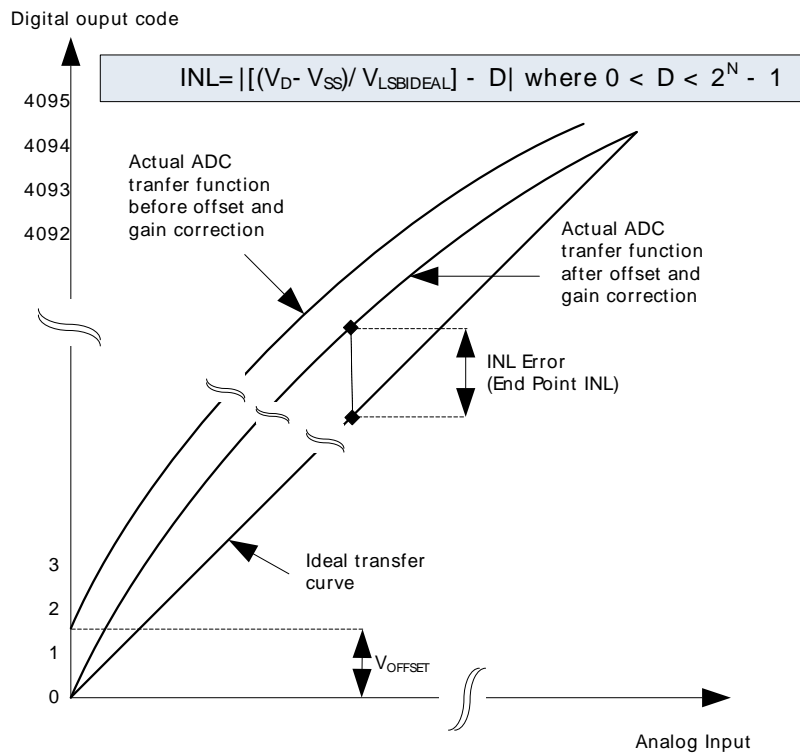 Digital ouput code
INL= |[(VD- VSS)/ VLSBIDEAL] - D| where 0 < D < 2^N - 1
4095
4094
4093
4092
Actual ADC
tranfer function
before offset and
gain correction
Actual ADC
tranfer function
after offset and
gain correction
INL Error
(End Point INL)
Ideal transfer
curve
3
2
1
0
VOFFSET
Analog Input